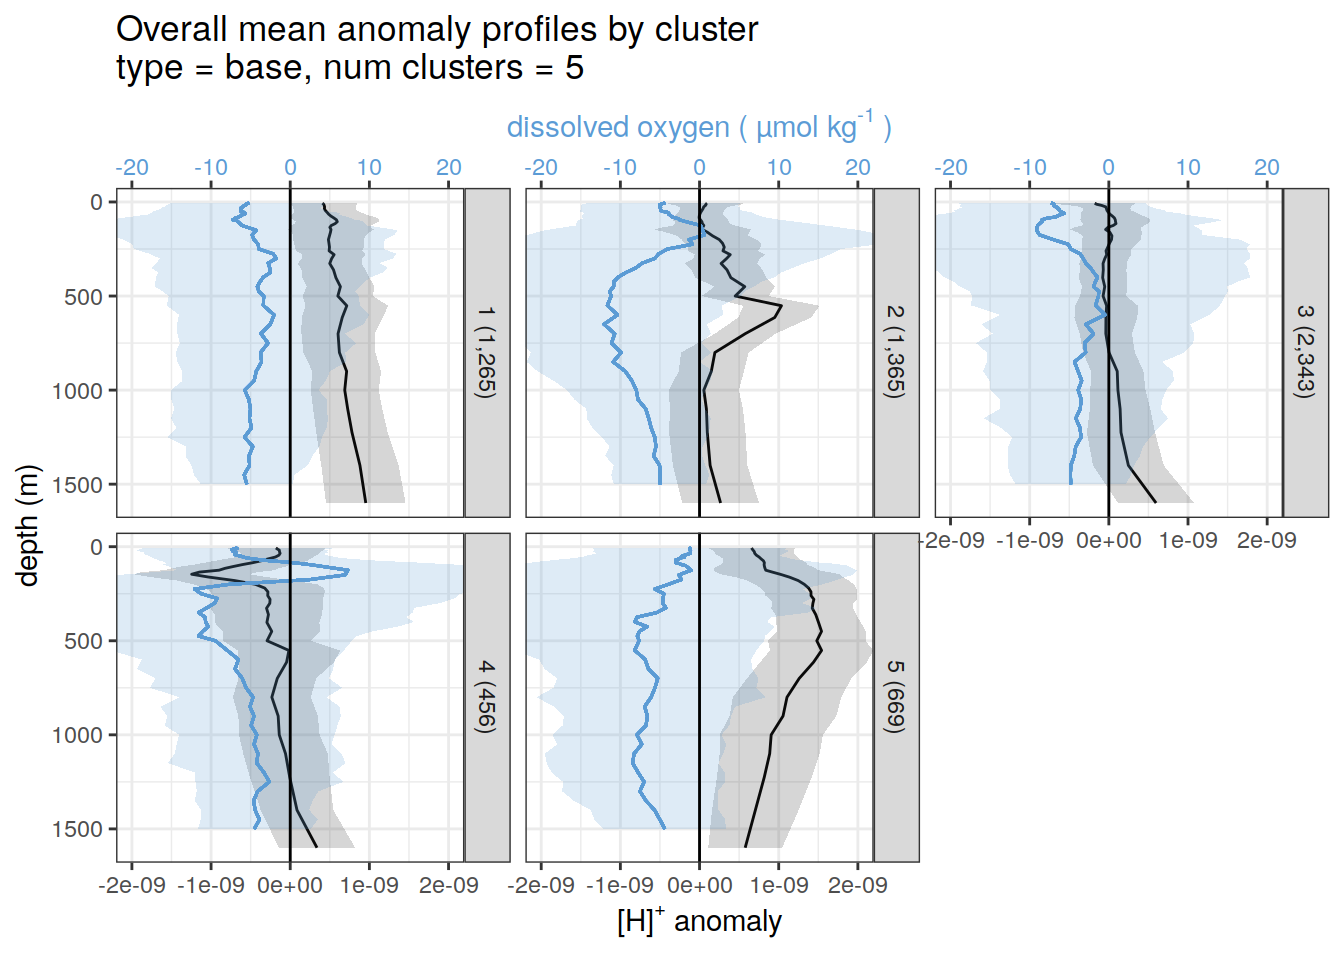 Overall mean anomaly profiles by cluster
type = base, num clusters = 5
dissolved oxygen ( µmol kg⁻¹ )
-20 -10 0 10 20 -20 -10 0 10 20 -20 -10 0 10 20
0
500
1000
1500
1 (1,265)
2 (1,365)
3 (2,343)
-2e-09 -1e-09 0e+00 1e-09 2e-09
depth (m)
0
500
1000
1500
4 (456)
5 (669)
-2e-09 -1e-09 0e+00 1e-09 2e-09 -2e-09 -1e-09 0e+00 1e-09 2e-09
[H]⁺ anomaly